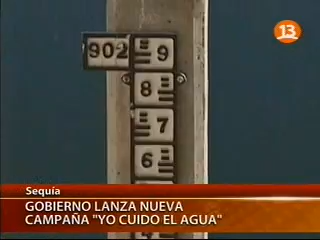 13
902 9
8
7
6
Sequía
GOBIERNO LANZA NUEVA
CAMPAÑA "YO CUIDO EL AGUA"